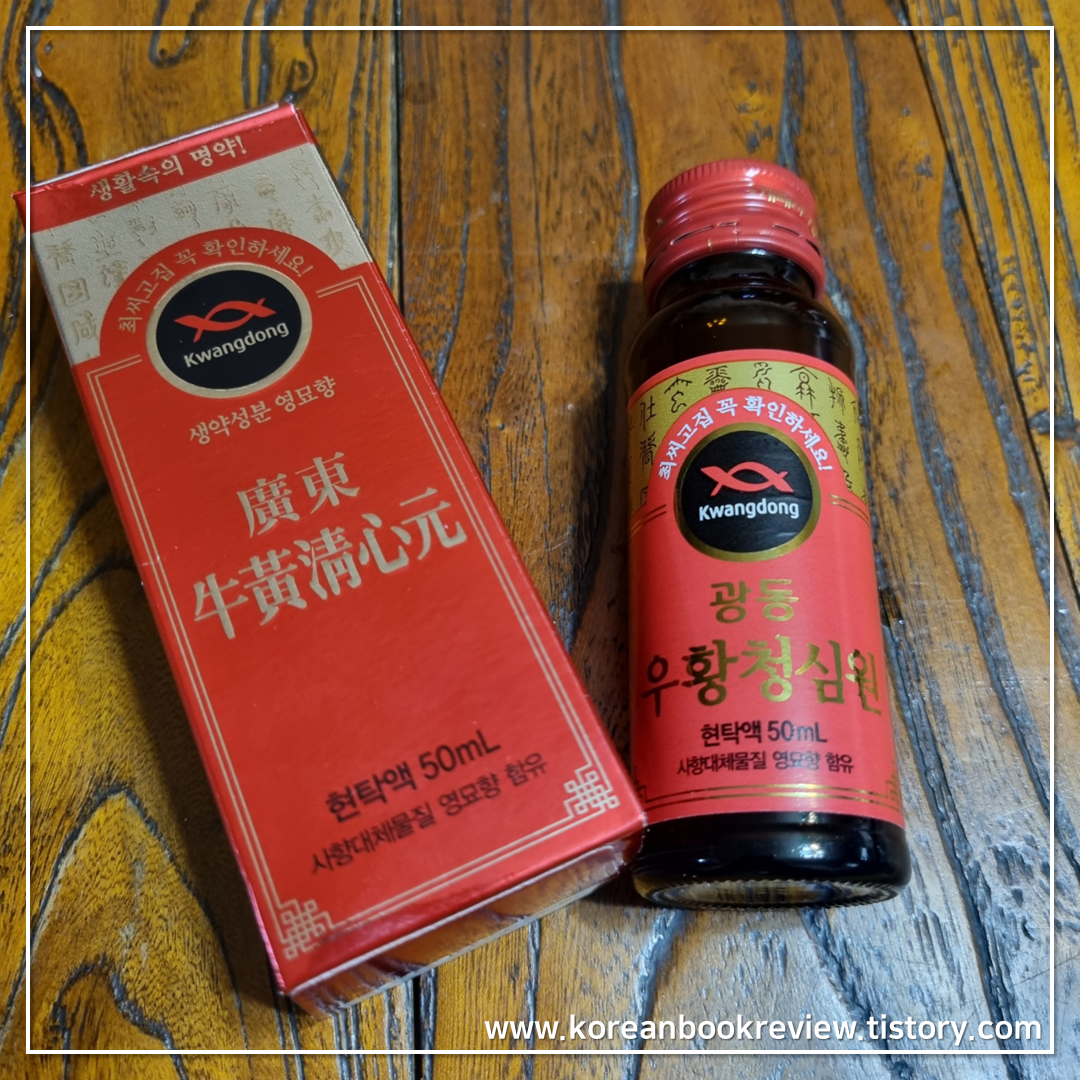 생활속의 명약!
최씨고집 꼭 확인하세요!
Kwangdong
생약성분 영묘향
廣東
牛黃淸心元
현탁액 50mL
사향대체물질 영묘향 함유
최씨고집 꼭 확인하세요!
Kwangdong
광동
우황청심원
현탁액 50mL
사향대체물질 영묘향 함유
www.koreanbookreview.tistory.com